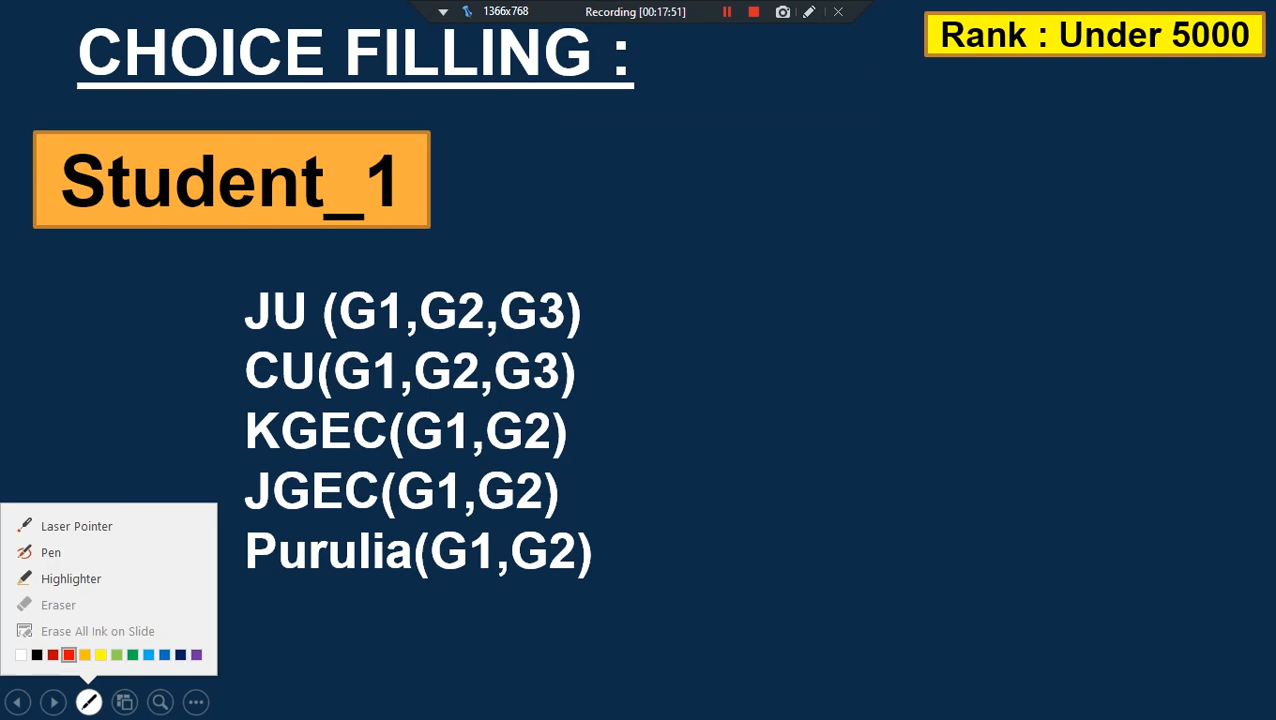 1366x768
Recording [00:17:51]
CHOICE FILLING :
Rank : Under 5000
Student_1
JU (G1,G2,G3)
CU(G1,G2,G3)
KGEC(G1,G2)
JGEC(G1,G2)
Purulia(G1,G2)
Laser Pointer
Pen
Highlighter
Eraser
Erase All Ink on Slide